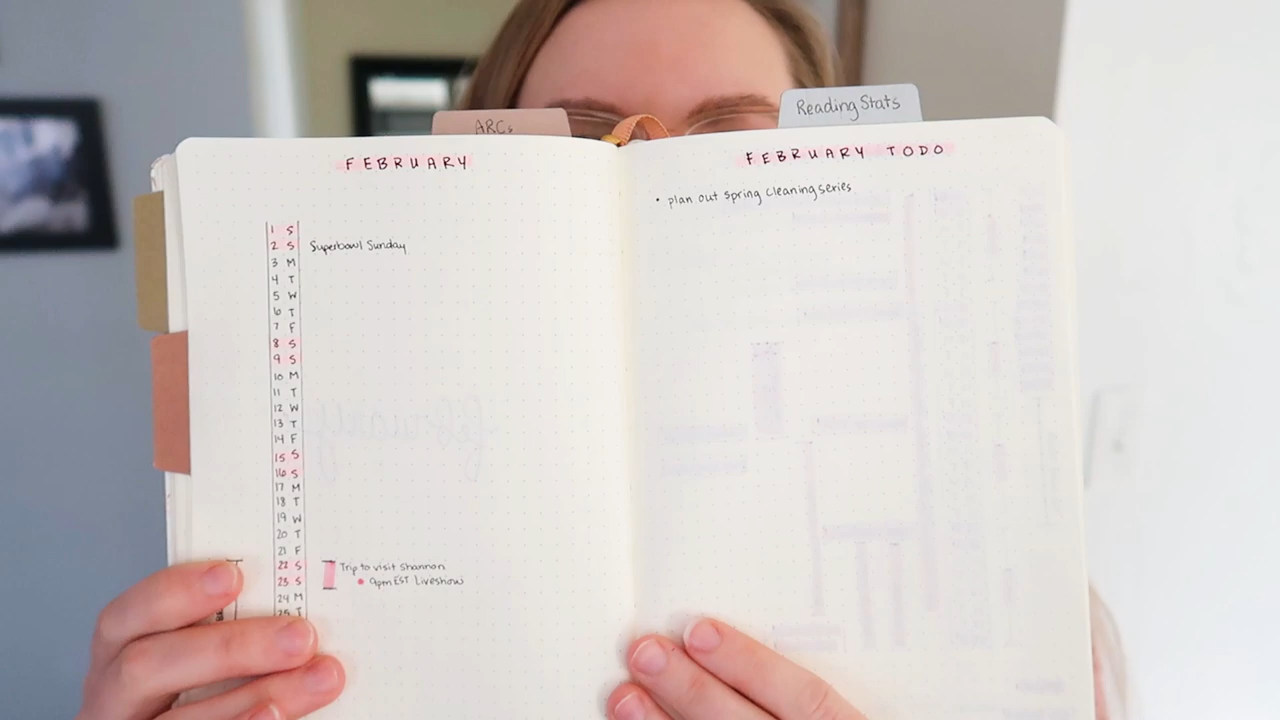 ARCs
Reading Stats
FEBRUARY
1 S
2 S Superbowl Sunday
3 M
4 T
5 W
6 T
7 F
8 S
9 S
10 M
11 T
12 W
13 T
14 F
15 S
16 S
17 M
18 T
19 W
20 T
21 F
22 S Trip to visit Shannon
23 S • 9pm EST Liveshow
24 M
25 T
FEBRUARY TODO
• plan out spring cleaning series